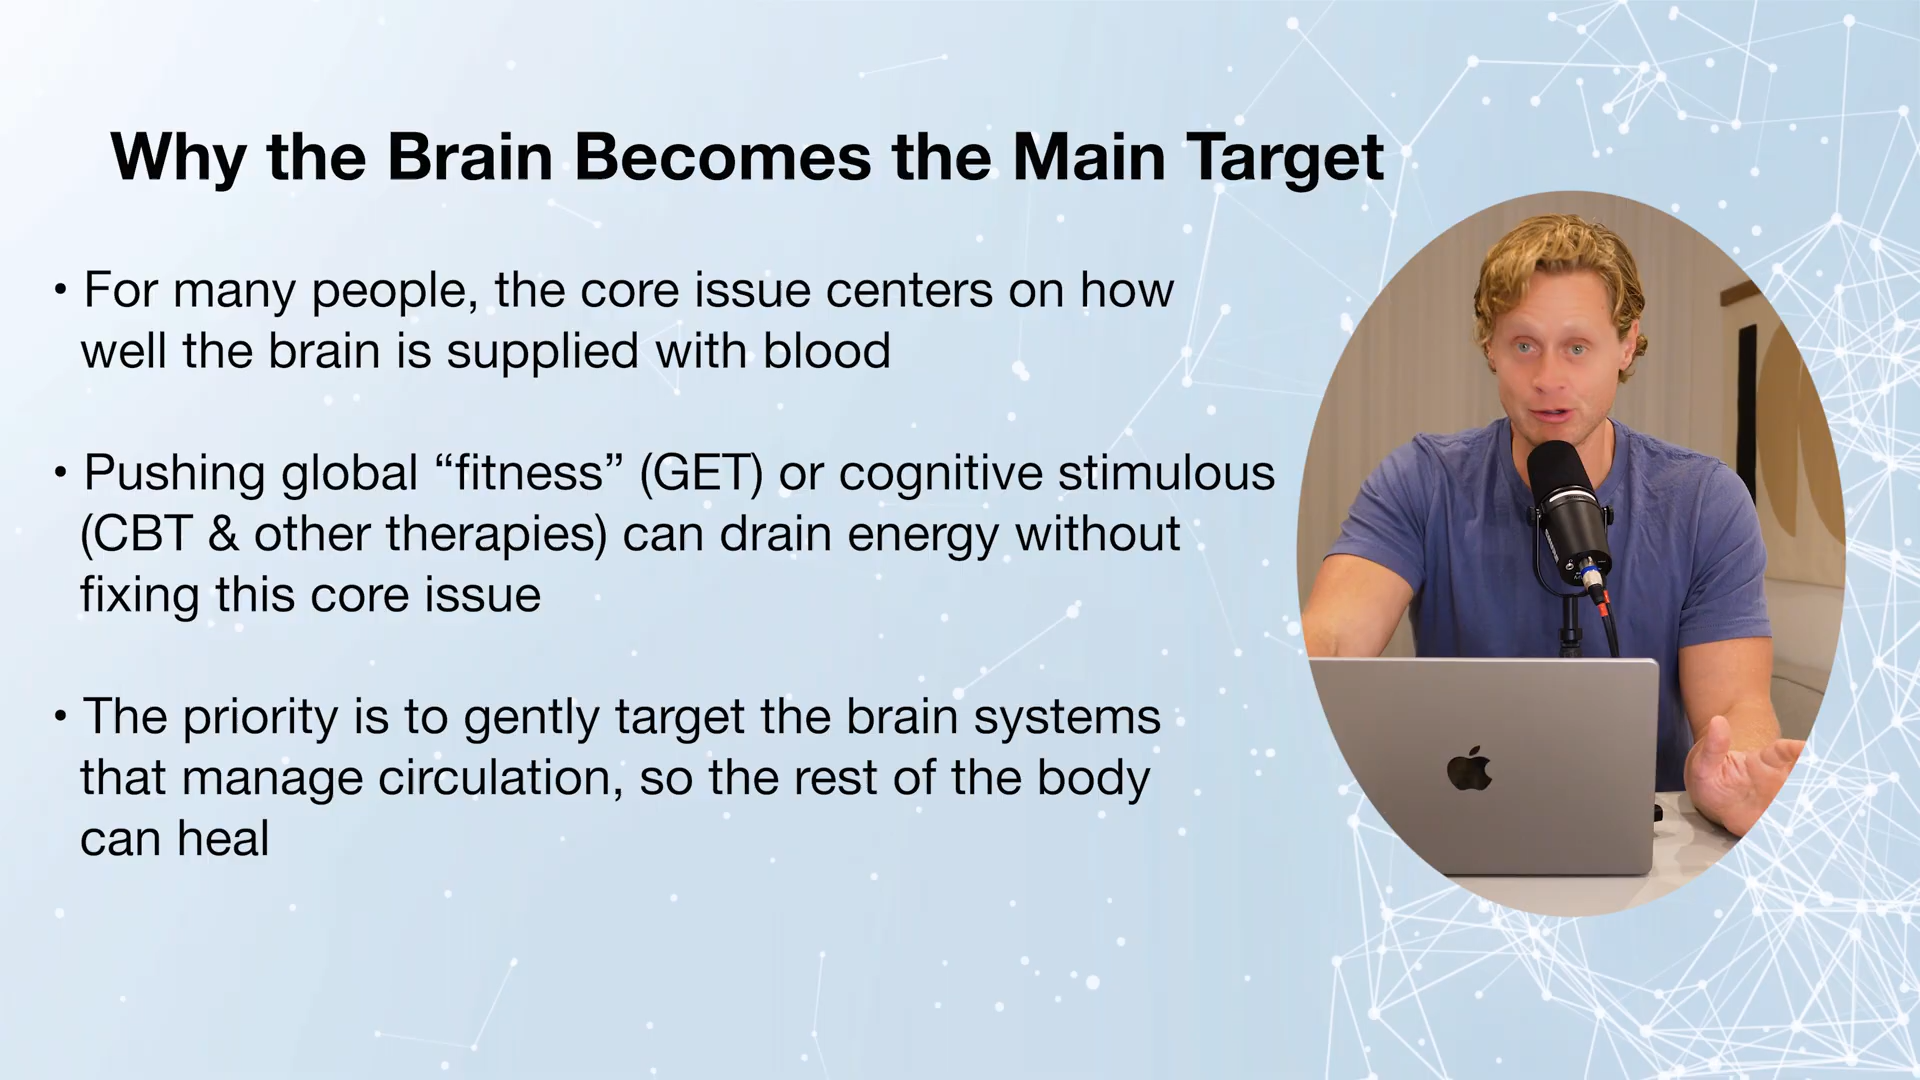 Why the Brain Becomes the Main Target
• For many people, the core issue centers on how
well the brain is supplied with blood
• Pushing global “fitness” (GET) or cognitive stimulous
(CBT & other therapies) can drain energy without
fixing this core issue
• The priority is to gently target the brain systems
that manage circulation, so the rest of the body
can heal